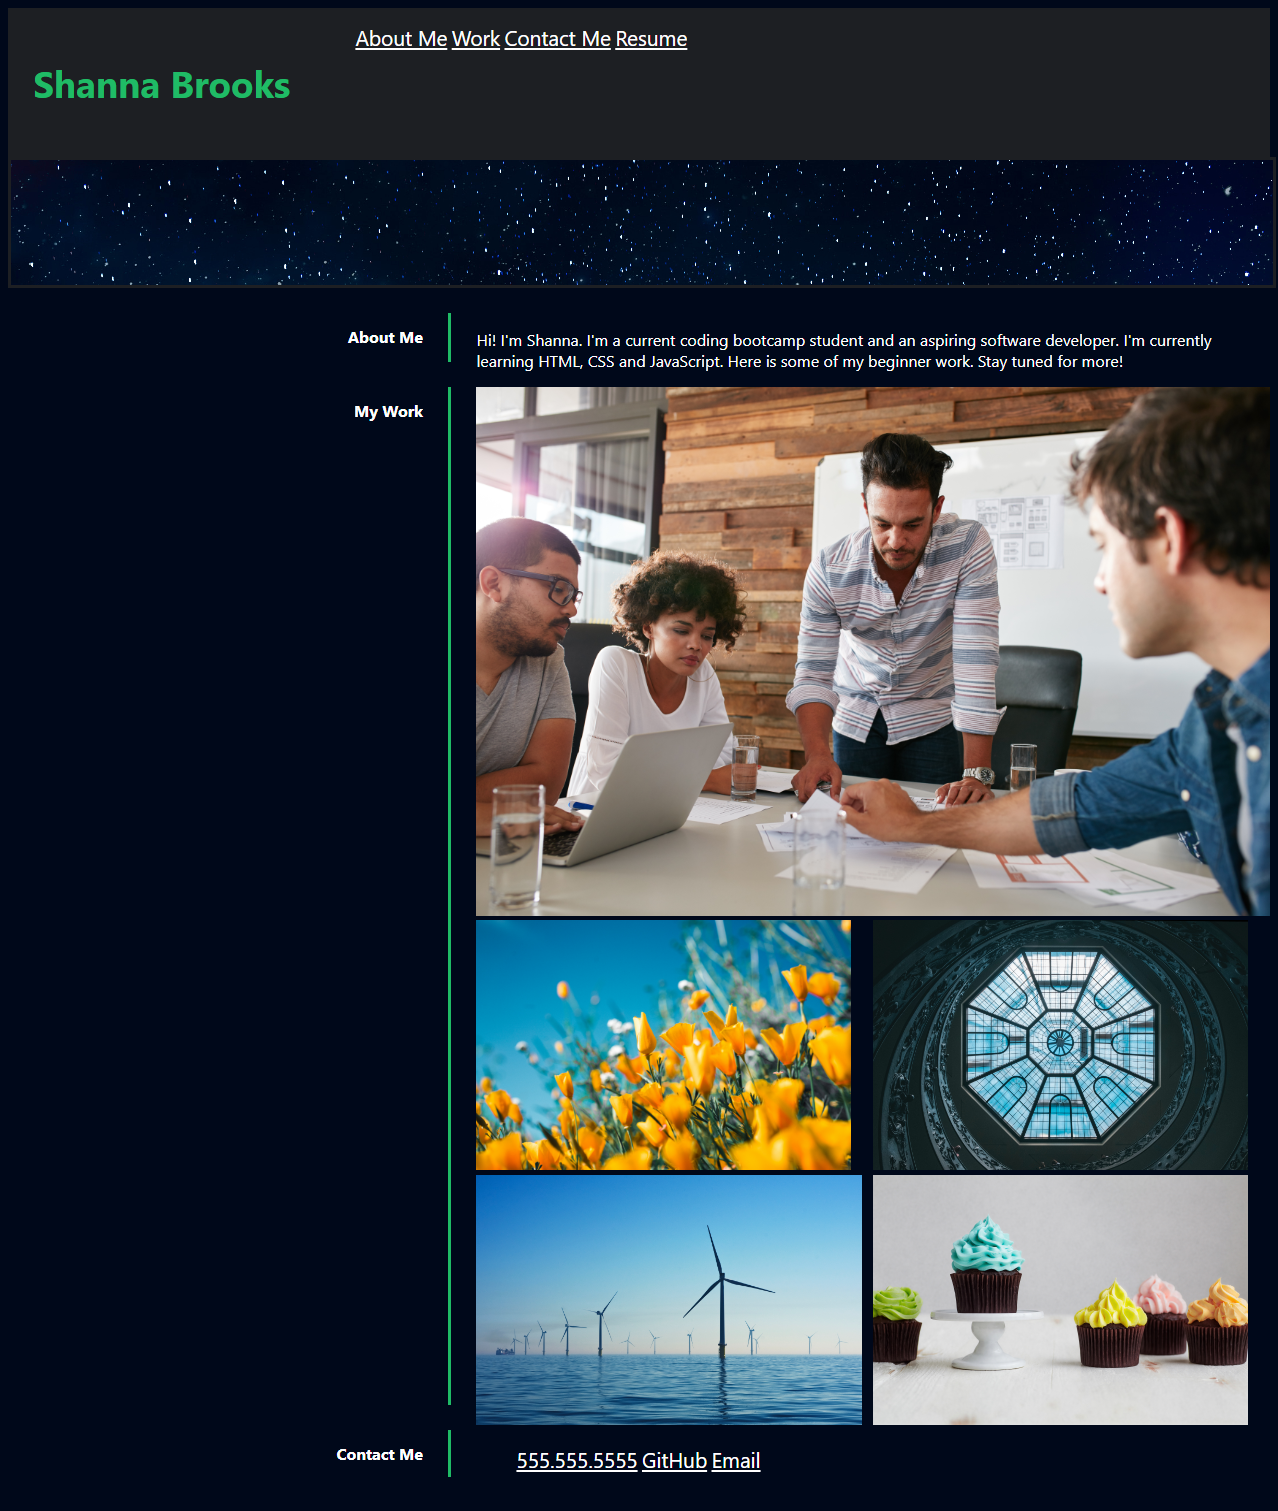 About Me Work Contact Me Resume
Shanna Brooks
About Me
Hi! I'm Shanna. I'm a current coding bootcamp student and an aspiring software developer. I'm currently
learning HTML, CSS and JavaScript. Here is some of my beginner work. Stay tuned for more!
My Work
Contact Me
555.555.5555 GitHub Email